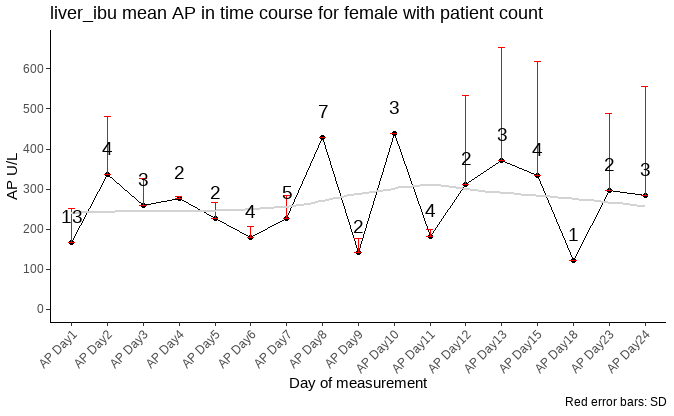 liver_ibu mean AP in time course for female with patient count
AP U/L
600
500
400
300
200
100
0
13
4
3
2
2
4
5
7
2
3
4
2
3
4
1
2
3
AP Day1
AP Day2
AP Day3
AP Day4
AP Day5
AP Day6
AP Day7
AP Day8
AP Day9
AP Day10
AP Day11
AP Day12
AP Day13
AP Day15
AP Day18
AP Day23
AP Day24
Day of measurement
Red error bars: SD